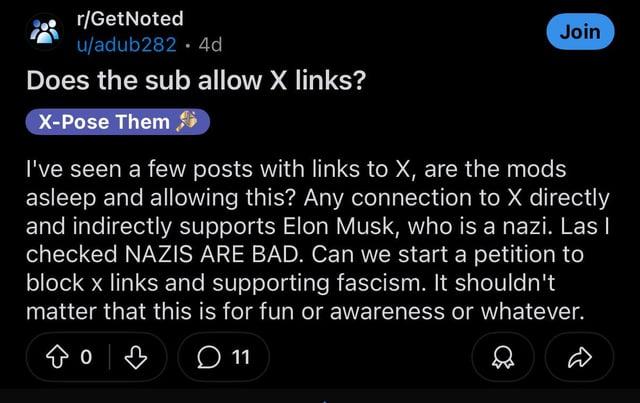 r/GetNoted
u/adub282 • 4d
Join
Does the sub allow X links?
X-Pose Them
I've seen a few posts with links to X, are the mods
asleep and allowing this? Any connection to X directly
and indirectly supports Elon Musk, who is a nazi. Las I
checked NAZIS ARE BAD. Can we start a petition to
block x links and supporting fascism. It shouldn't
matter that this is for fun or awareness or whatever.
0
11